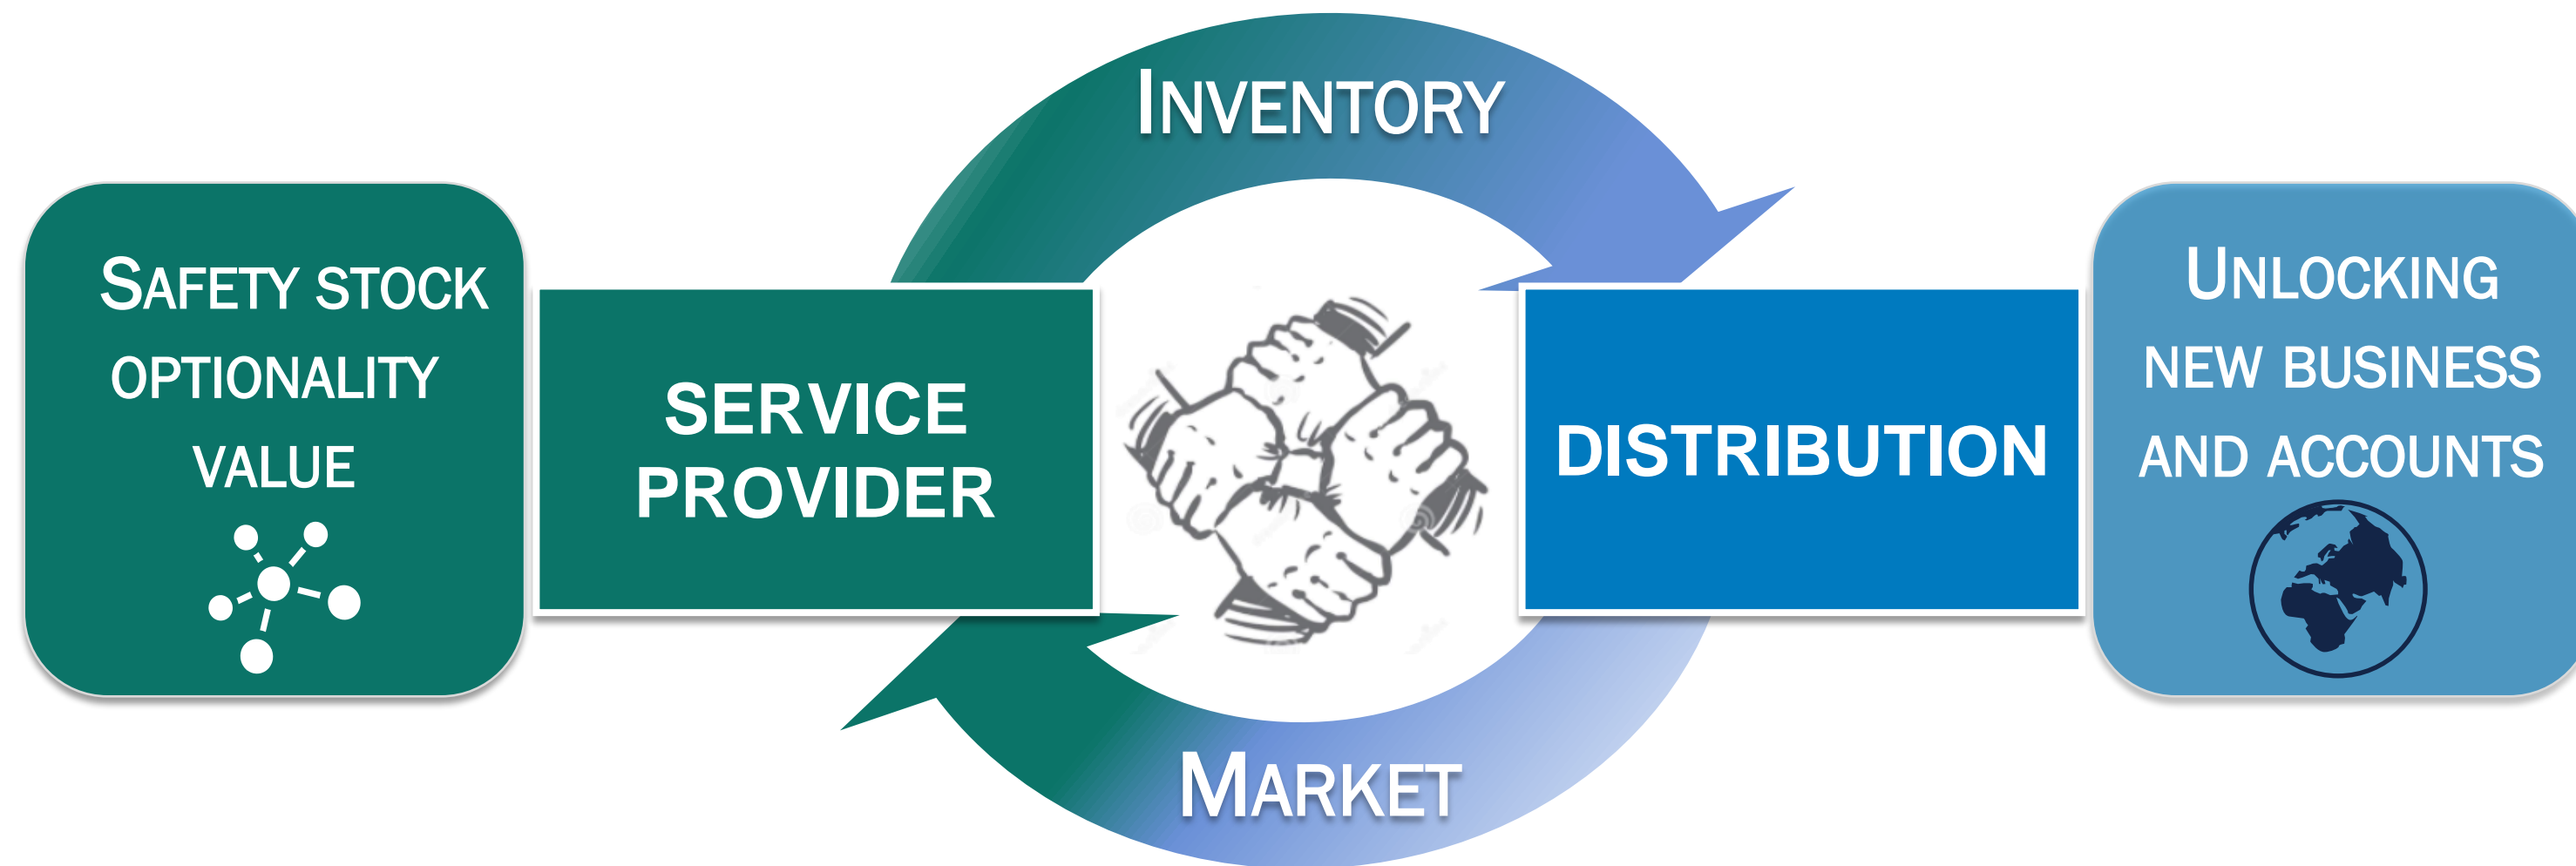 INVENTORY
SAFETY STOCK
OPTIONALITY
VALUE
SERVICE
PROVIDER
DISTRIBUTION
UNLOCKING
NEW BUSINESS
AND ACCOUNTS
MARKET